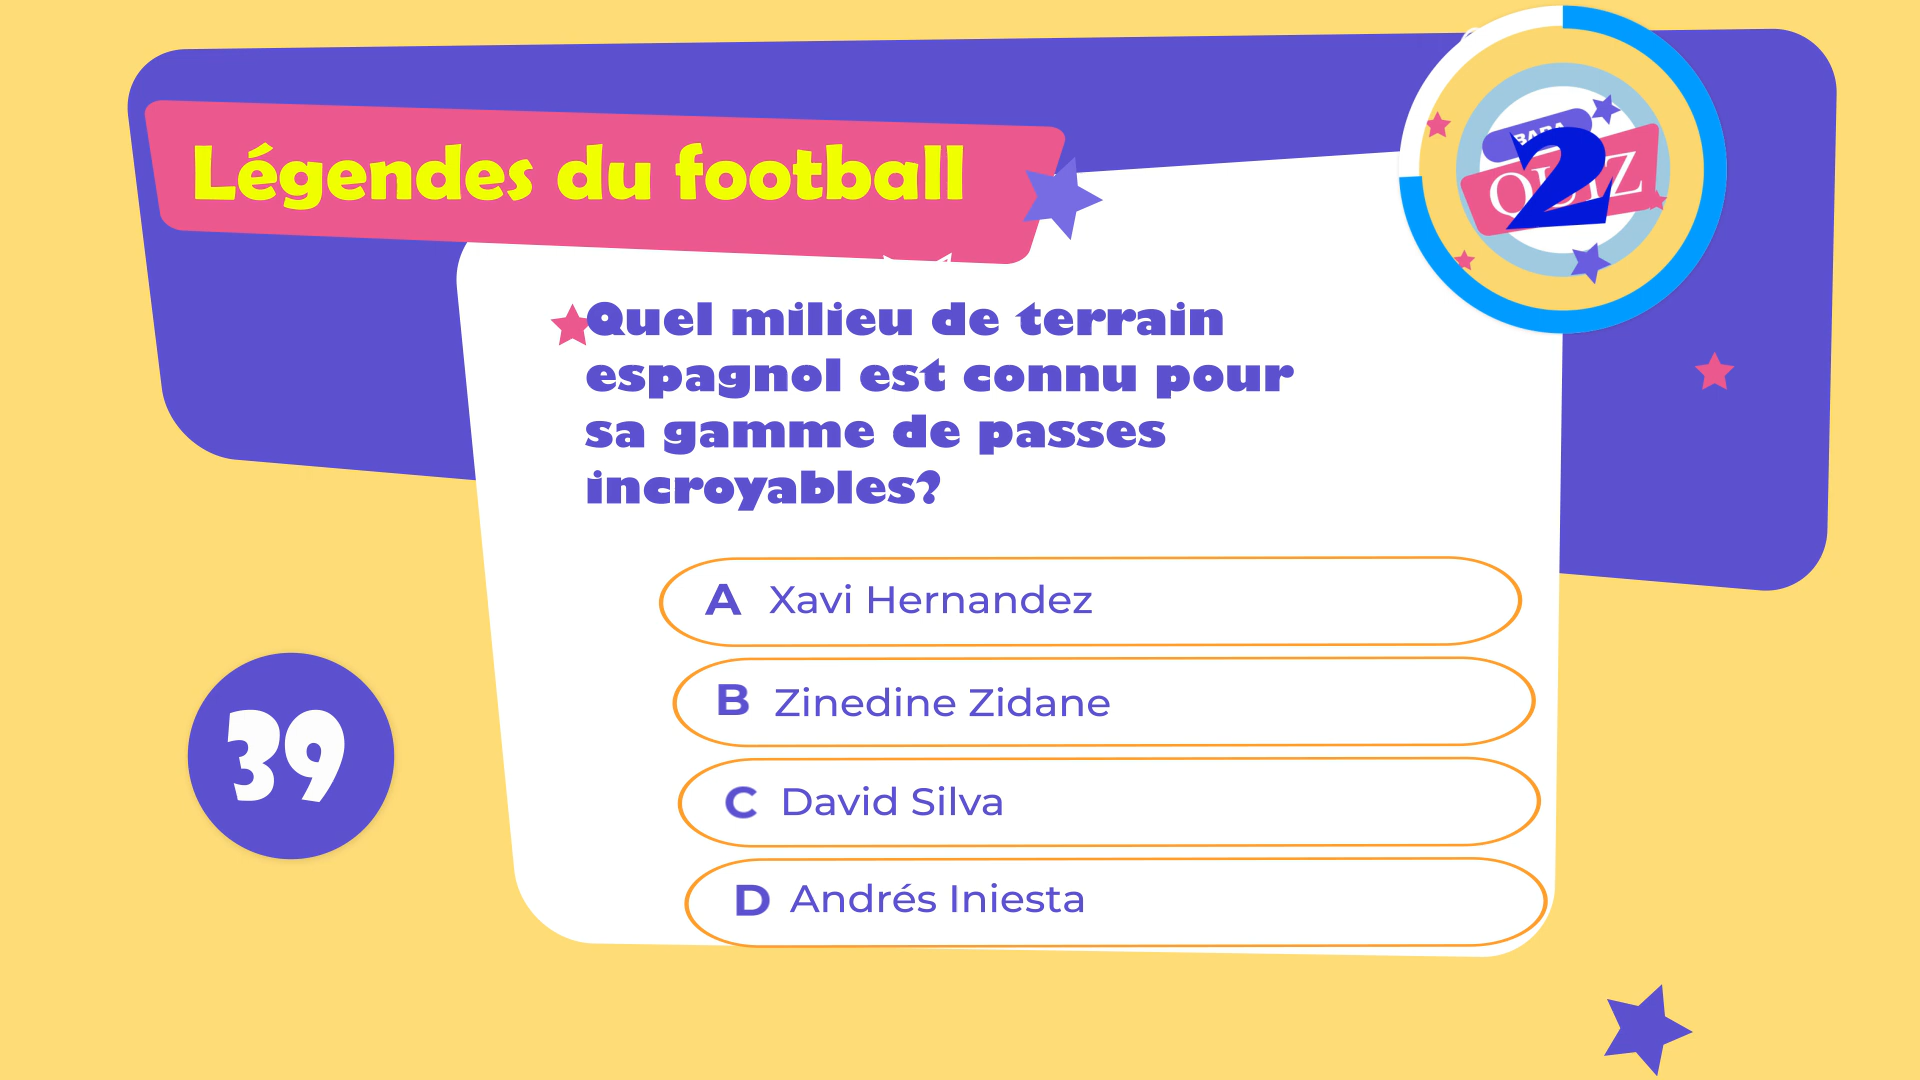 Légendes du football
2
Quel milieu de terrain
espagnol est connu pour
sa gamme de passes
incroyables?
A Xavi Hernandez
B Zinedine Zidane
C David Silva
D Andrés Iniesta
39